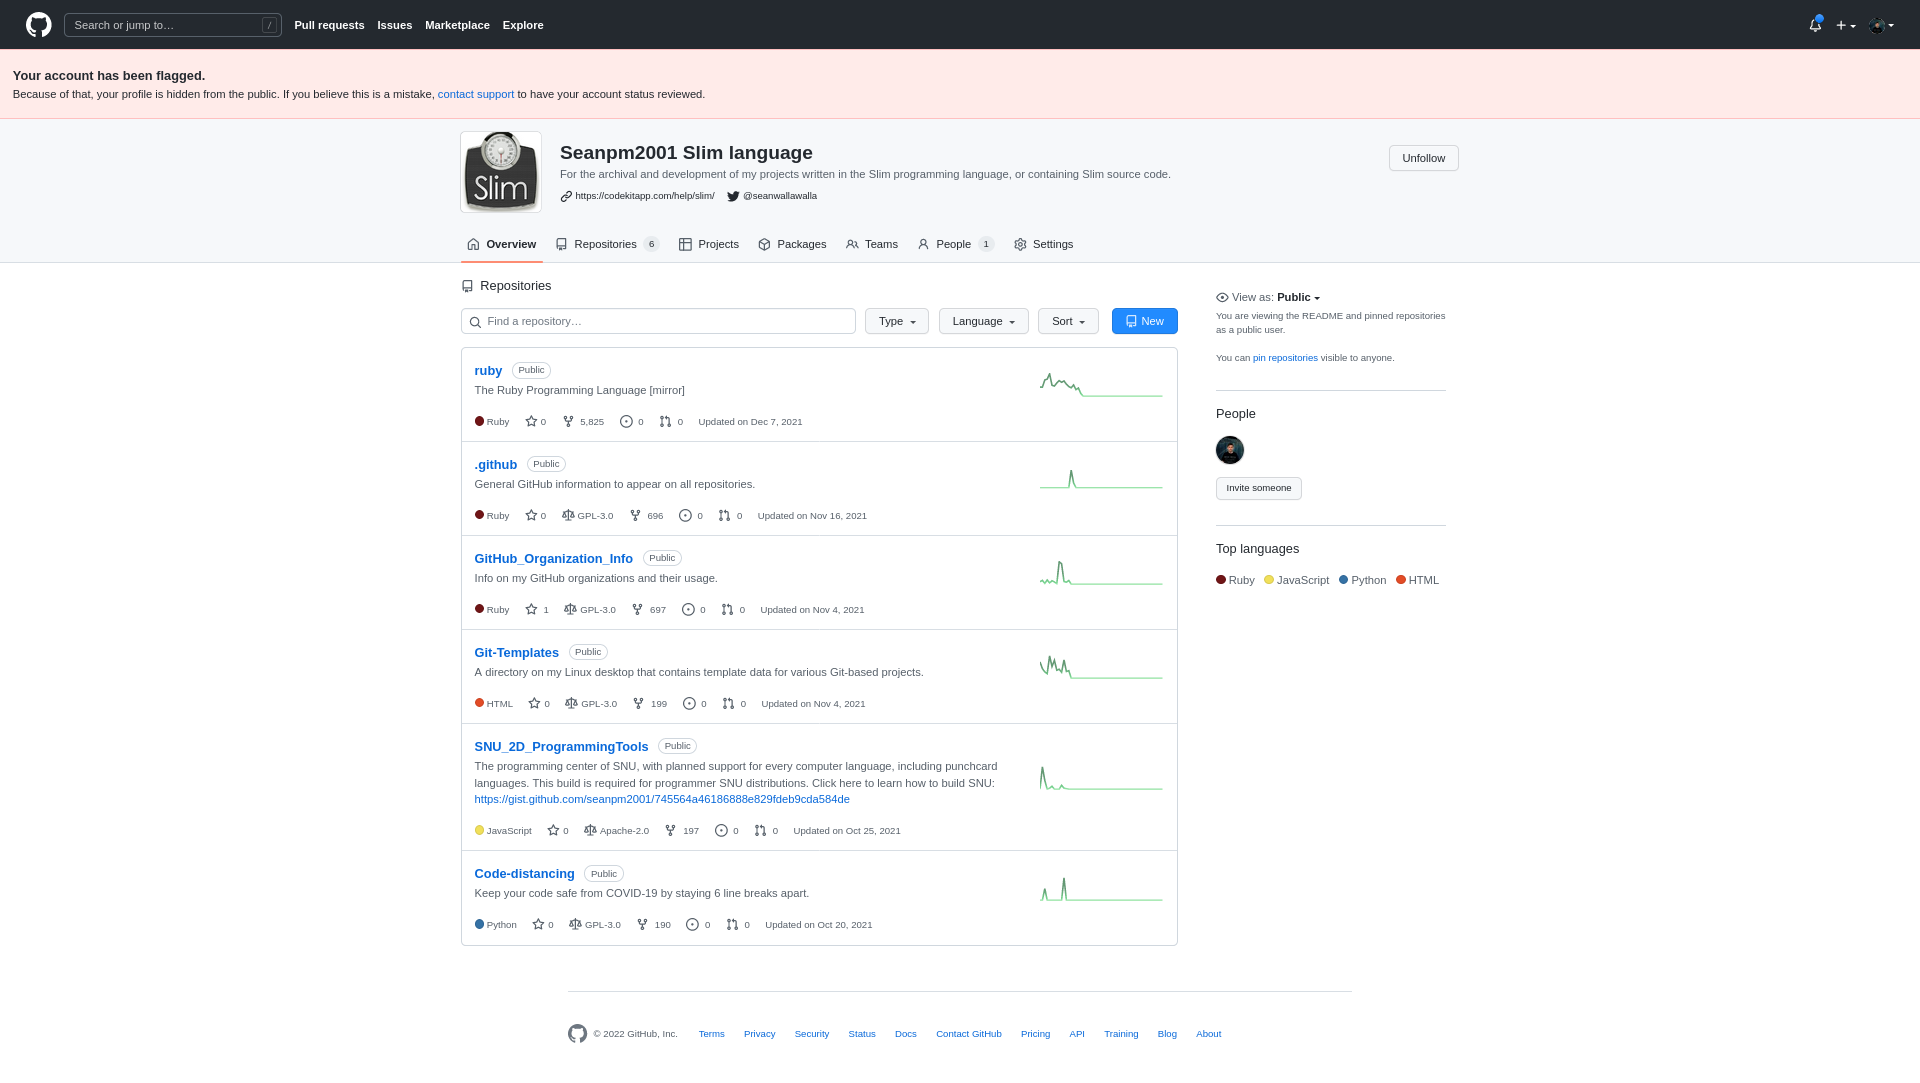 Search or jump to… /
Pull requests Issues Marketplace Explore
Your account has been flagged.
Because of that, your profile is hidden from the public. If you believe this is a mistake, contact support to have your account status reviewed.
Slim
Seanpm2001 Slim language
For the archival and development of my projects written in the Slim programming language, or containing Slim source code.
https://codekitapp.com/help/slim/ @seanwallawalla
Unfollow
Overview Repositories 6 Projects Packages Teams People 1 Settings
Repositories
Find a repository… Type Language Sort New
ruby Public
The Ruby Programming Language [mirror]
Ruby 0 5,825 0 0 Updated on Dec 7, 2021
.github Public
General GitHub information to appear on all repositories.
Ruby 0 GPL-3.0 696 0 0 Updated on Nov 16, 2021
GitHub_Organization_Info Public
Info on my GitHub organizations and their usage.
Ruby 1 GPL-3.0 697 0 0 Updated on Nov 4, 2021
Git-Templates Public
A directory on my Linux desktop that contains template data for various Git-based projects.
HTML 0 GPL-3.0 199 0 0 Updated on Nov 4, 2021
SNU_2D_ProgrammingTools Public
The programming center of SNU, with planned support for every computer language, including punchcard
languages. This build is required for programmer SNU distributions. Click here to learn how to build SNU:
https://gist.github.com/seanpm2001/745564a46186888e829fdeb9cda584de
JavaScript 0 Apache-2.0 197 0 0 Updated on Oct 25, 2021
Code-distancing Public
Keep your code safe from COVID-19 by staying 6 line breaks apart.
Python 0 GPL-3.0 190 0 0 Updated on Oct 20, 2021
View as: Public
You are viewing the README and pinned repositories
as a public user.
You can pin repositories visible to anyone.
People
Invite someone
Top languages
Ruby JavaScript Python HTML
© 2022 GitHub, Inc. Terms Privacy Security Status Docs Contact GitHub Pricing API Training Blog About